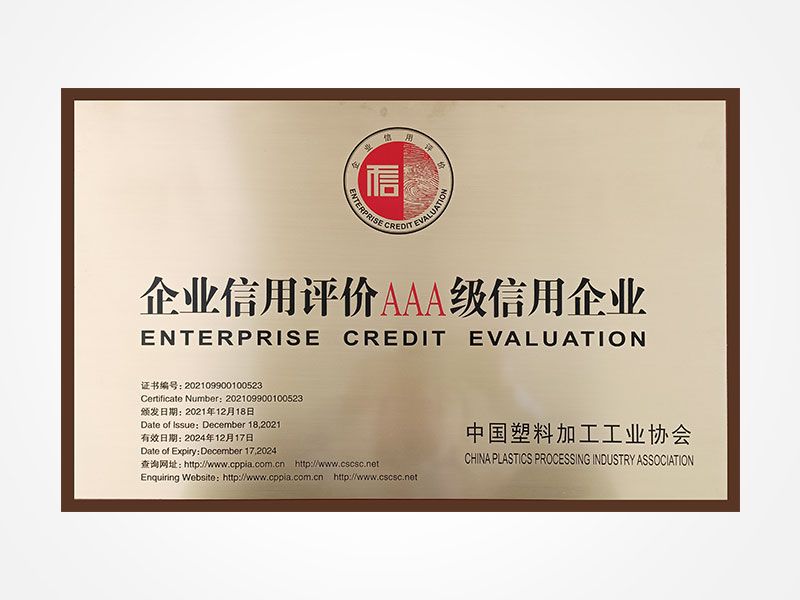 企业信用评价
信
ENTERPRISE CREDIT EVALUATION
企业信用评价AAA级信用企业
ENTERPRISE CREDIT EVALUATION
证书编号: 202109900100523
Certificate Number: 202109900100523
颁发日期: 2021年12月18日
Date of Issue: December 18,2021
有效日期: 2024年12月17日
Date of Expiry:December 17,2024
查询网址: http://www.cppia.com.cn http://www.cscsc.net
Enquiring Website: http://www.cppia.com.cn http://www.cscsc.net
中国塑料加工工业协会
CHINA PLASTICS PROCESSING INDUSTRY ASSOCIATION